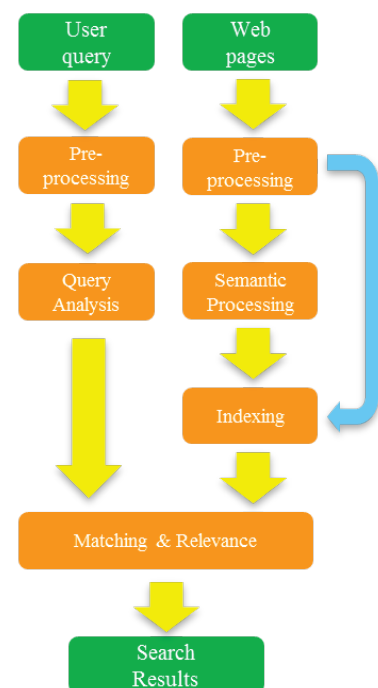 User
query
Web
pages
Pre-
processing
Pre-
processing
Query
Analysis
Semantic
Processing
Indexing
Matching & Relevance
Search
Results